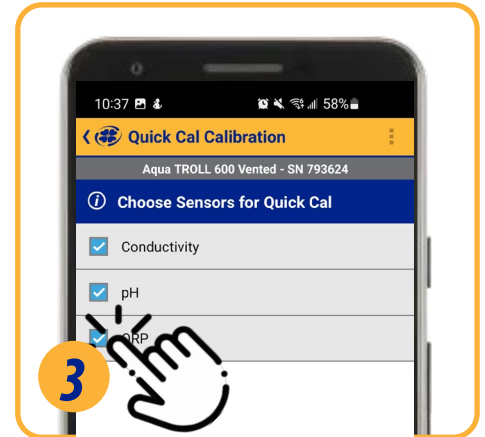 10:37 58%
Quick Cal Calibration
Aqua TROLL 600 Vented - SN 793624
i Choose Sensors for Quick Cal
Conductivity
pH
ORP
3